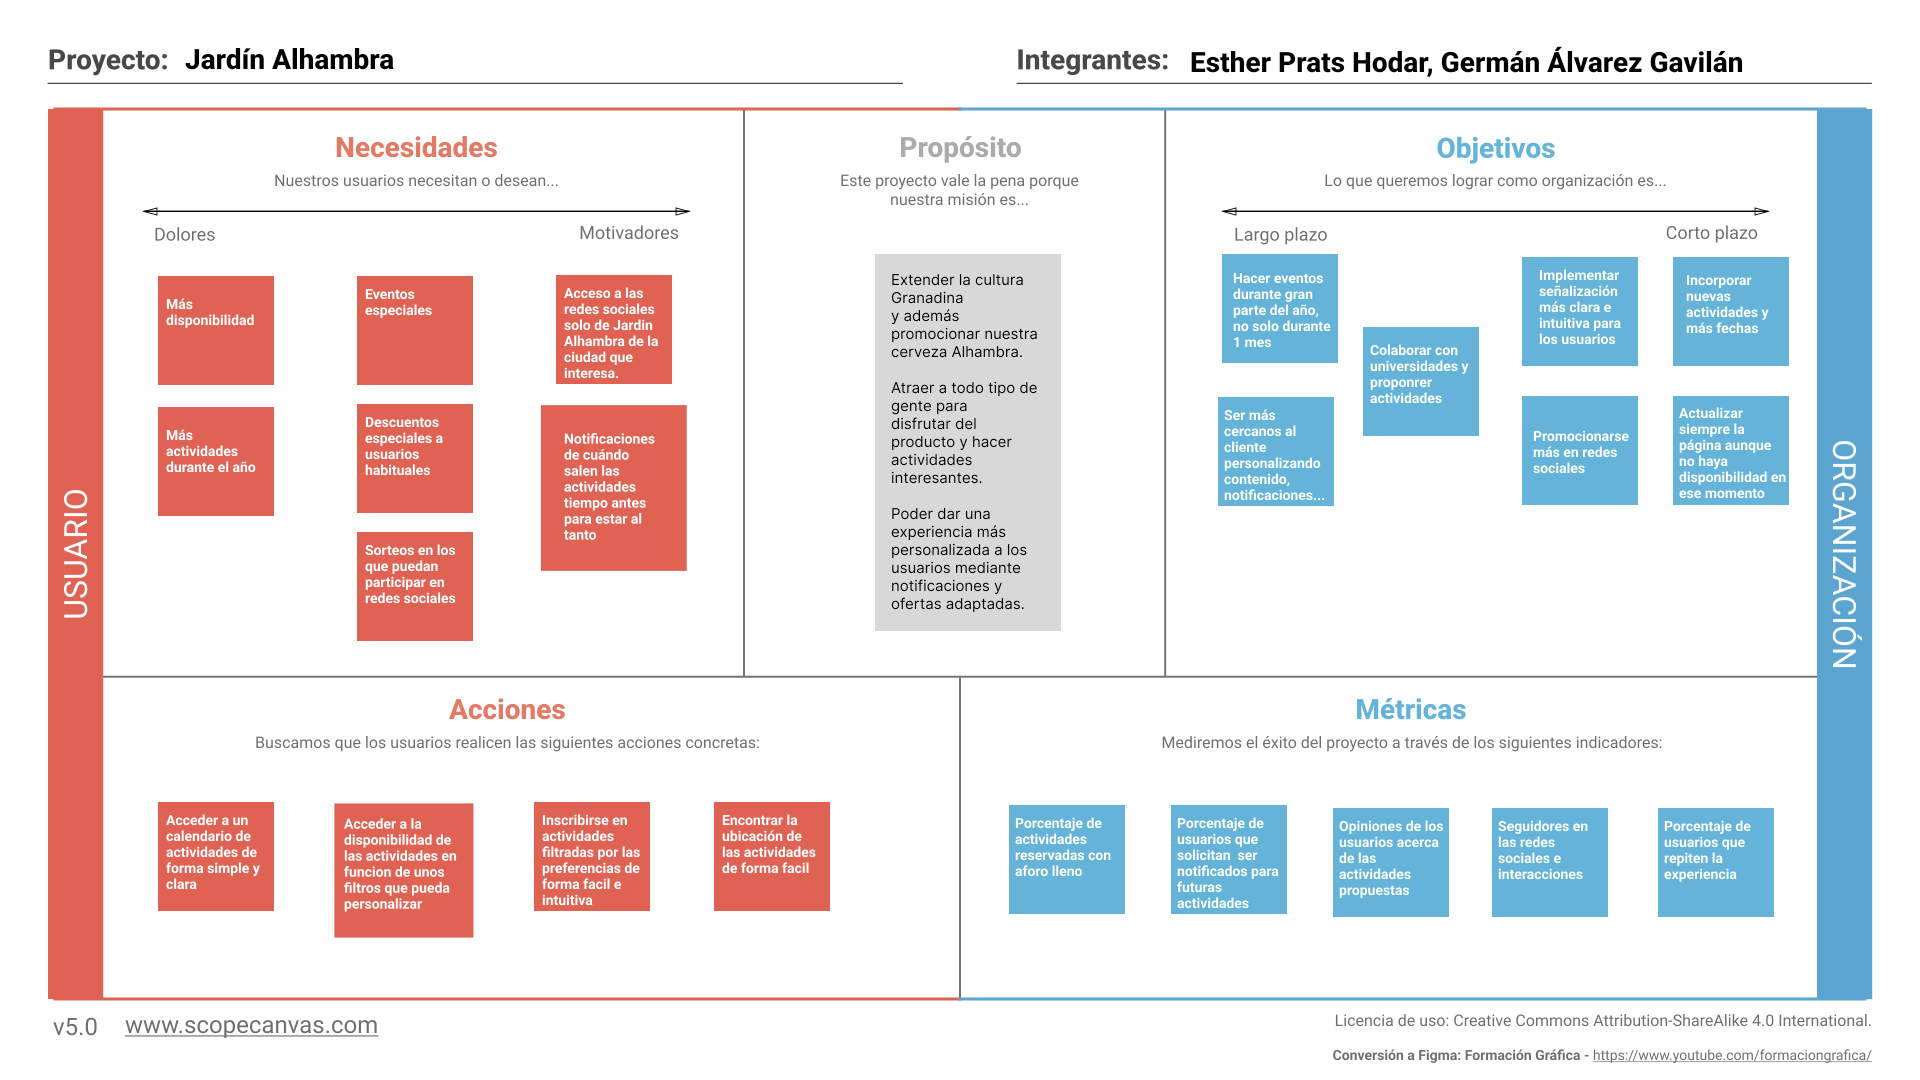 Proyecto: Jardín Alhambra
Integrantes: Esther Prats Hodar, Germán Álvarez Gavilán
USUARIO
Necesidades
Nuestros usuarios necesitan o desean...
Dolores
Motivadores
Más
disponibilidad
Más
actividades
durante el año
Eventos
especiales
Descuentos
especiales a
usuarios
habituales
Sorteos en los
que puedan
participar en
redes sociales
Acceso a las
redes sociales
solo de Jardin
Alhambra de la
ciudad que
interesa.
Notificaciones
de cuándo
salen las
actividades
tiempo antes
para estar al
tanto
Propósito
Este proyecto vale la pena porque
nuestra misión es...
Extender la cultura
Granadina
y además
promocionar nuestra
cerveza Alhambra.
Atraer a todo tipo de
gente para
disfrutar del
producto y hacer
actividades
interesantes.
Poder dar una
experiencia más
personalizada a los
usuarios mediante
notificaciones y
ofertas adaptadas.
Objetivos
Lo que queremos lograr como organización es...
Largo plazo
Corto plazo
Hacer eventos
durante gran
parte del año,
no solo durante
1 mes
Ser más
cercanos al
cliente
personalizando
contenido,
notificaciones...
Colaborar con
universidades y
proponrer
actividades
Implementar
señalización
más clara e
intuitiva para
los usuarios
Promocionarse
más en redes
sociales
Incorporar
nuevas
actividades y
más fechas
Actualizar
siempre la
página aunque
no haya
disponibilidad en
ese momento
ORGANIZACIÓN
Acciones
Buscamos que los usuarios realicen las siguientes acciones concretas:
Acceder a un
calendario de
actividades de
forma simple y
clara
Acceder a la
disponibilidad de
las actividades en
funcion de unos
filtros que pueda
personalizar
Inscribirse en
actividades
filtradas por las
preferencias de
forma facil e
intuitiva
Encontrar la
ubicación de
las actividades
de forma facil
Métricas
Mediremos el éxito del proyecto a través de los siguientes indicadores:
Porcentaje de
actividades
reservadas con
aforo lleno
Porcentaje de
usuarios que
solicitan ser
notificados para
futuras
actividades
Opiniones de los
usuarios acerca
de las
actividades
propuestas
Seguidores en
las redes
sociales e
interacciones
Porcentaje de
usuarios que
repiten la
experiencia
v5.0 www.scopecanvas.com
Licencia de uso: Creative Commons Attribution-ShareAlike 4.0 International.
Conversión a Figma: Formación Gráfica - https://www.youtube.com/formaciongrafica/